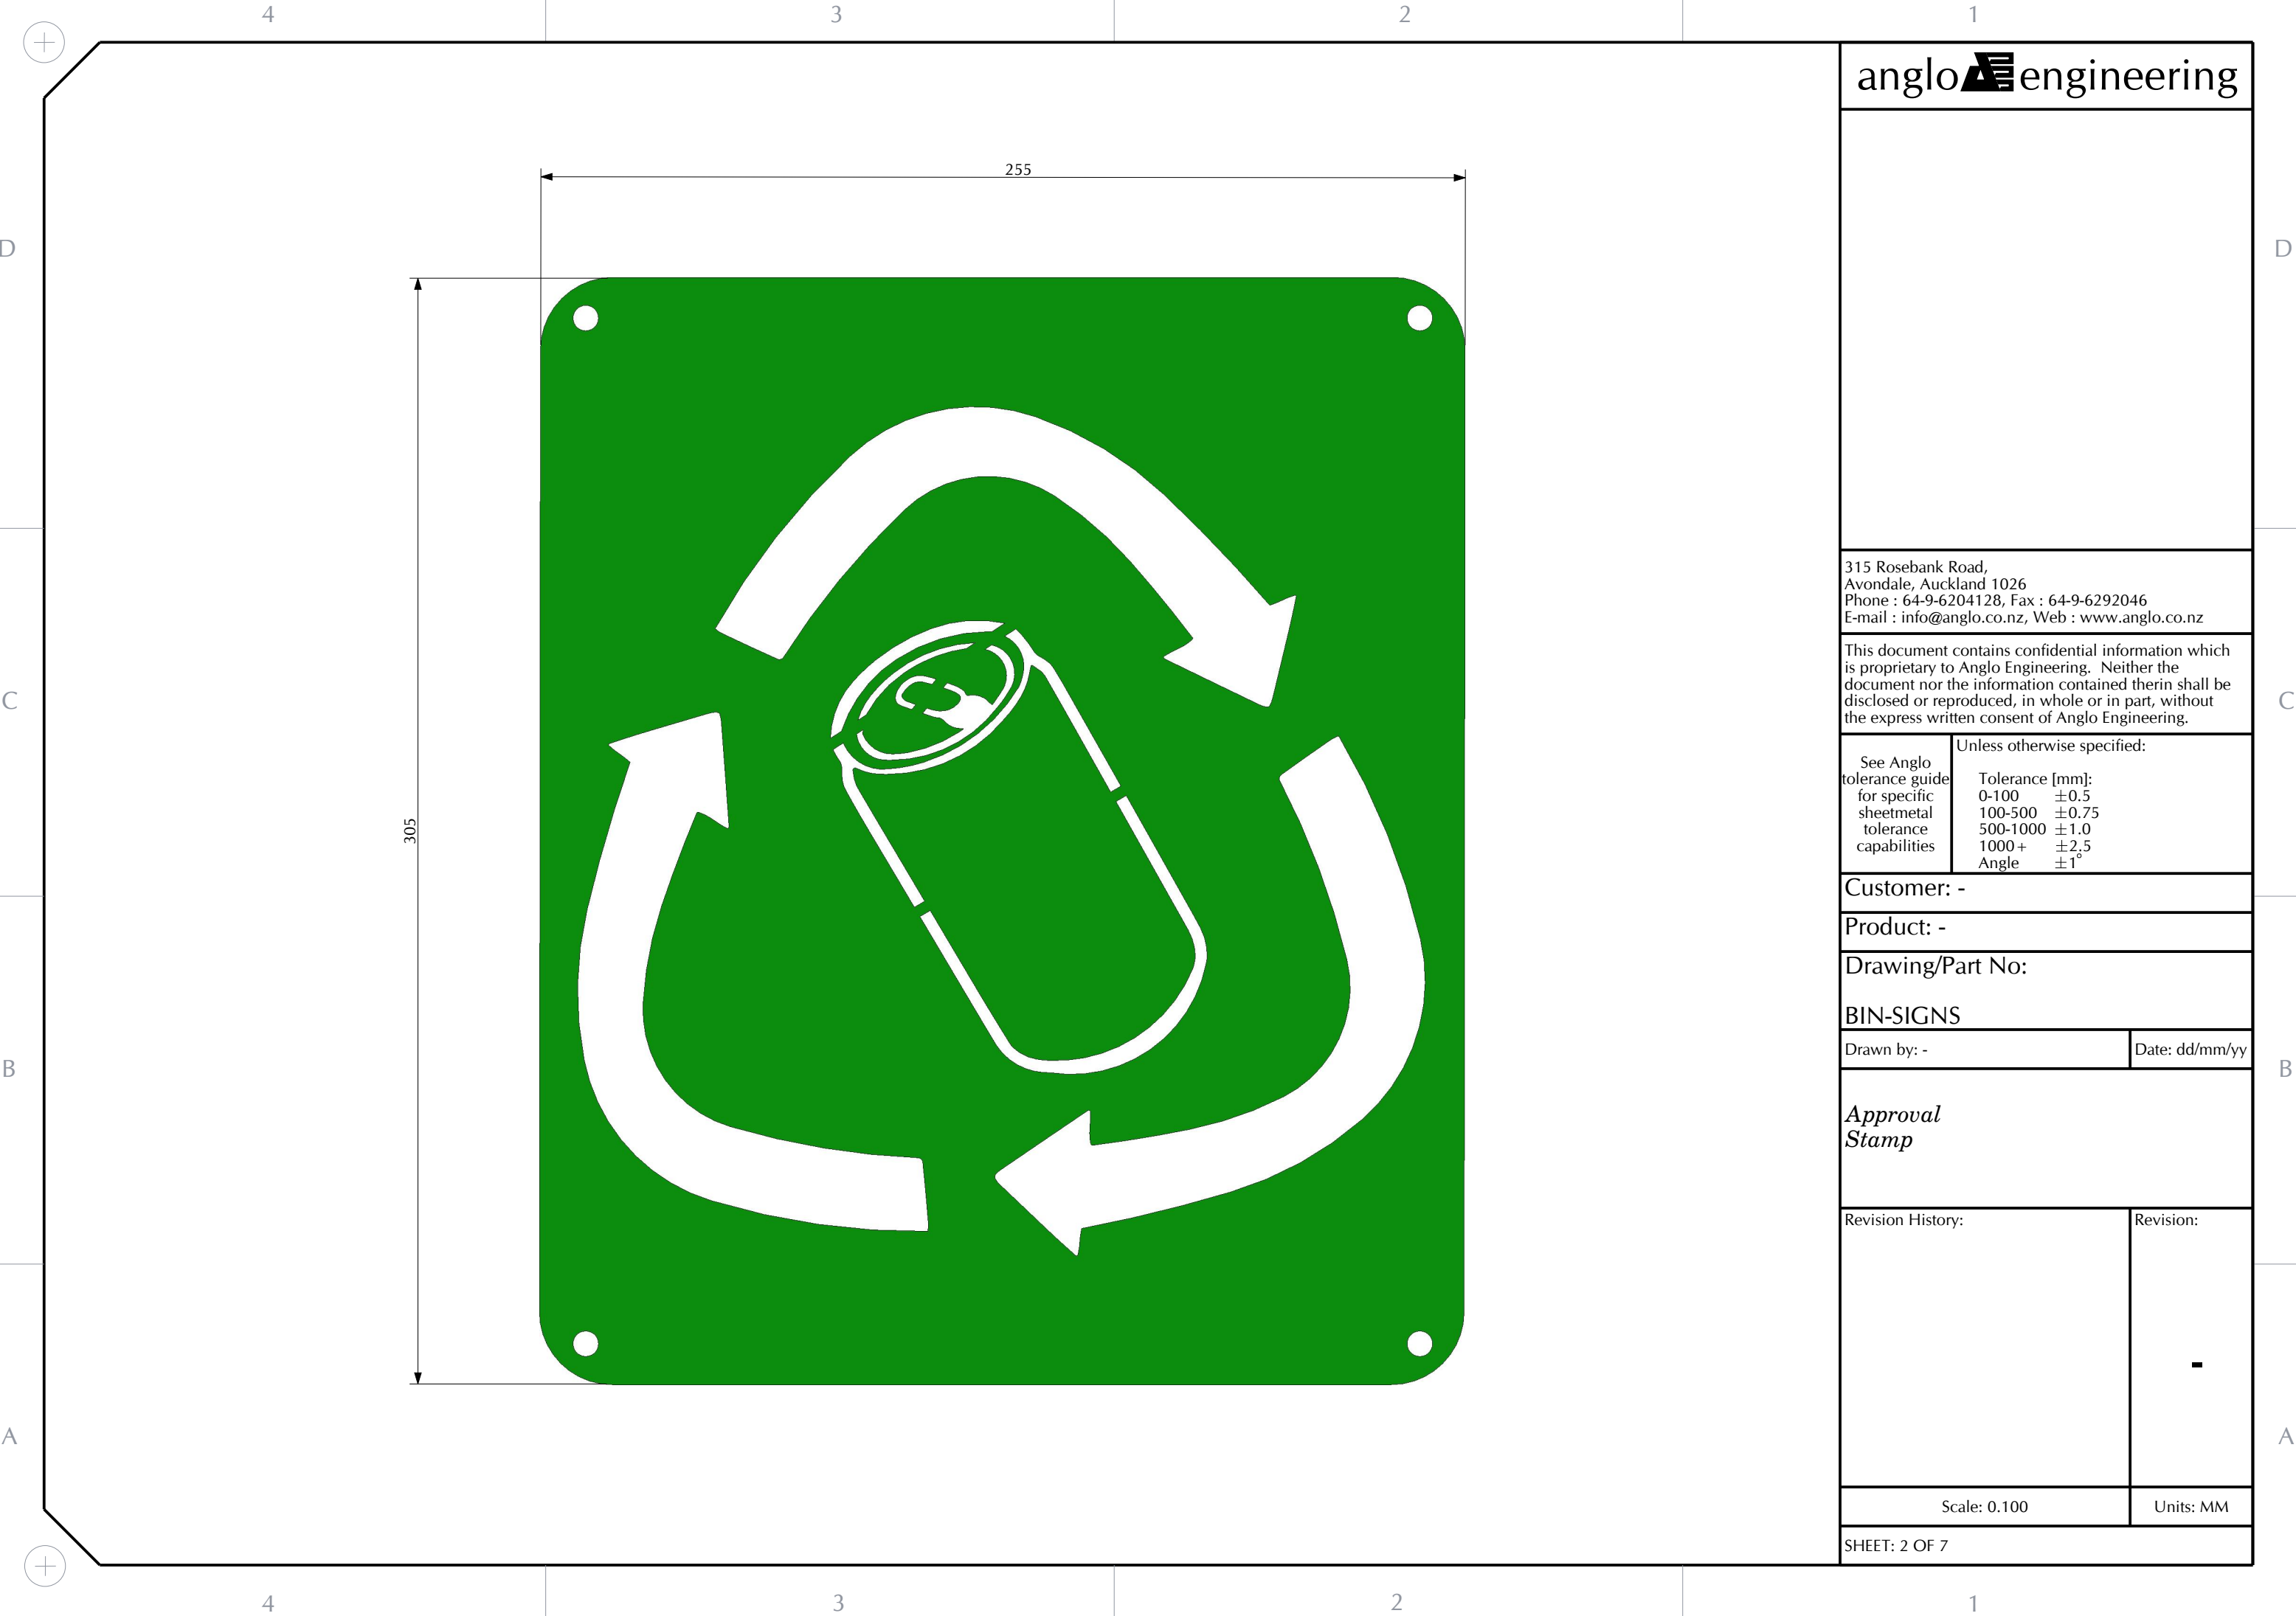 4 3 2 1
anglo engineering
255
D D
315 Rosebank Road,
Avondale, Auckland 1026
Phone : 64-9-6204128, Fax : 64-9-6292046
E-mail : info@anglo.co.nz, Web : www.anglo.co.nz
This document contains confidential information which
is proprietary to Anglo Engineering. Neither the
document nor the information contained therin shall be
disclosed or reproduced, in whole or in part, without
the express written consent of Anglo Engineering.
C C
See Anglo
tolerance guide
for specific
sheetmetal
tolerance
capabilities
Unless otherwise specified:
Tolerance [mm]:
0-100 ±0.5
100-500 ±0.75
500-1000 ±1.0
1000+ ±2.5
Angle ±1°
305
Customer: -
Product: -
Drawing/Part No:
BIN-SIGNS
Drawn by: -
Date: dd/mm/yy
B B
Approval
Stamp
Revision History:
Revision:
-
A A
Scale: 0.100
Units: MM
SHEET: 2 OF 7
4 3 2 1